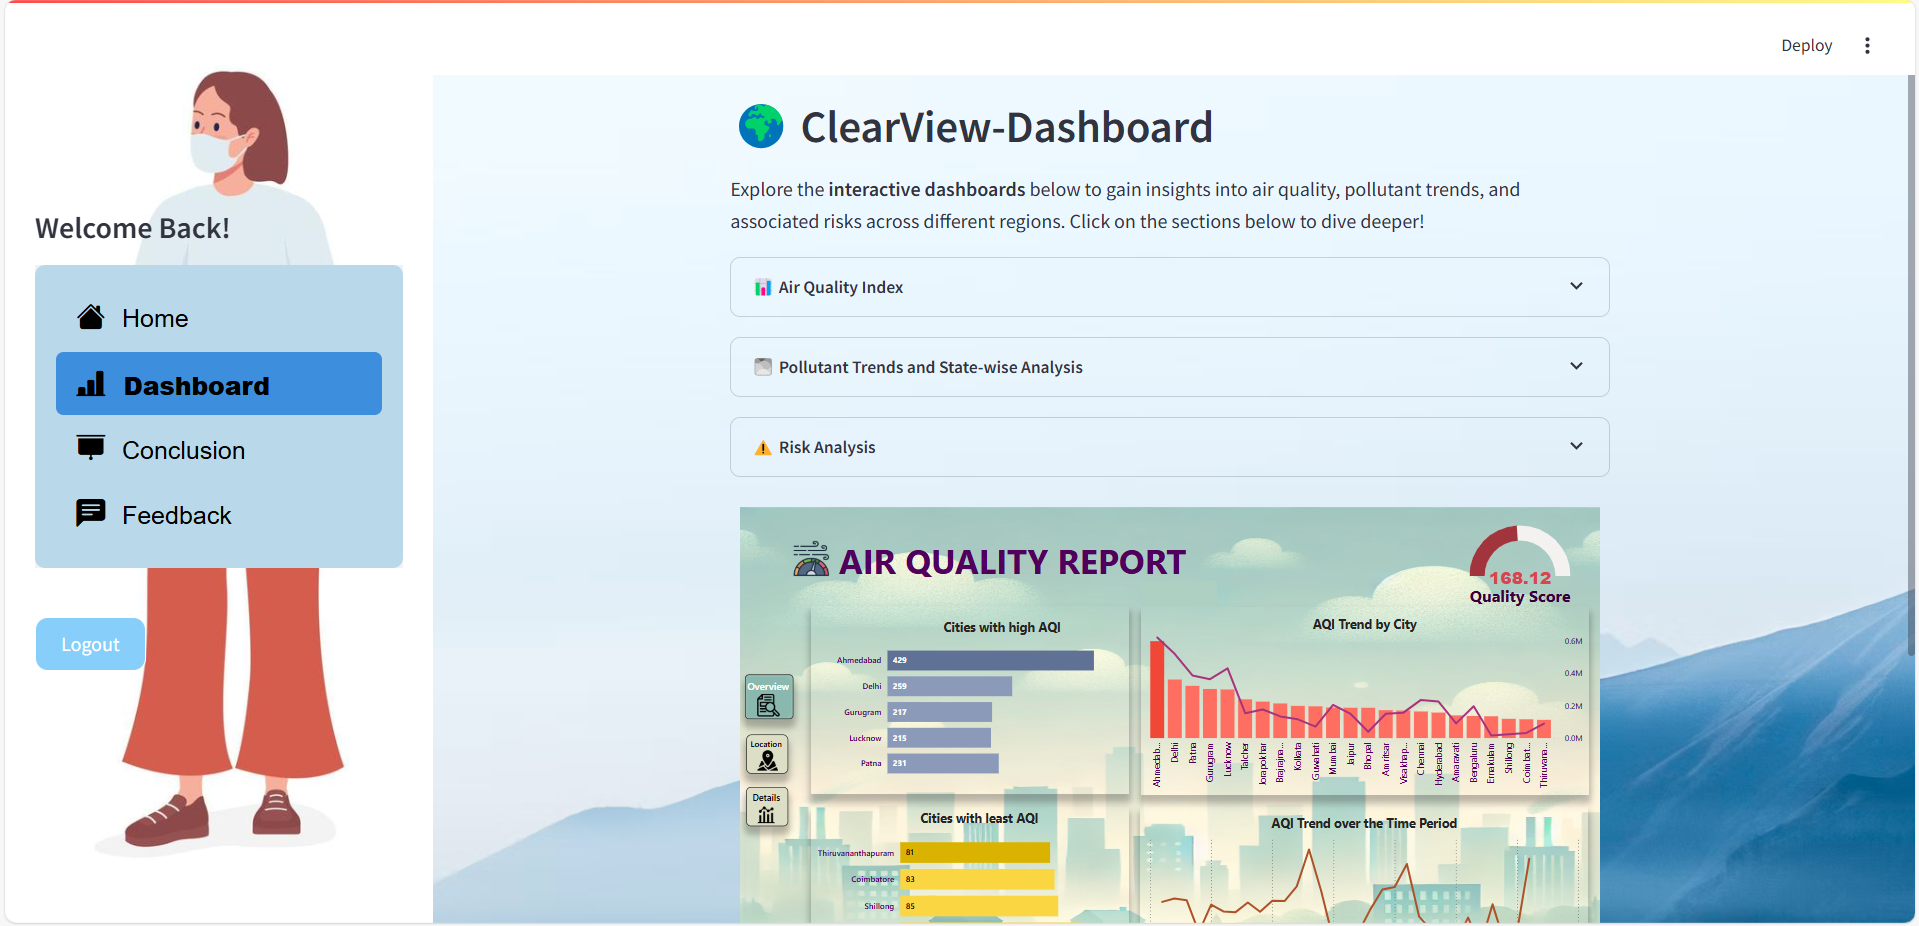 Deploy
Welcome Back!
Home
Dashboard
Conclusion
Feedback
Logout
ClearView-Dashboard
Explore the interactive dashboards below to gain insights into air quality, pollutant trends, and
associated risks across different regions. Click on the sections below to dive deeper!
Air Quality Index
Pollutant Trends and State-wise Analysis
Risk Analysis
AIR QUALITY REPORT
168.12
Quality Score
Overview
Location
Details
Cities with high AQI
Ahmedabad 429
Delhi 259
Gurugram 217
Lucknow 215
Patna 231
AQI Trend by City
0.6M
0.4M
0.2M
0.0M
Ahmedab...
Delhi
Patna
Gurugram
Lucknow
Talcher
Jorapokhar
Brajrajna...
Kolkata
Guwahati
Mumbai
Jaipur
Bhopal
Amritsar
Visakhap...
Chennai
Hyderabad
Amaravati
Bengaluru
Ernakulam
Shillong
Coimbat...
Thiruvana...
Cities with least AQI
Thiruvananthapuram 81
Coimbatore 83
Shillong 85
AQI Trend over the Time Period